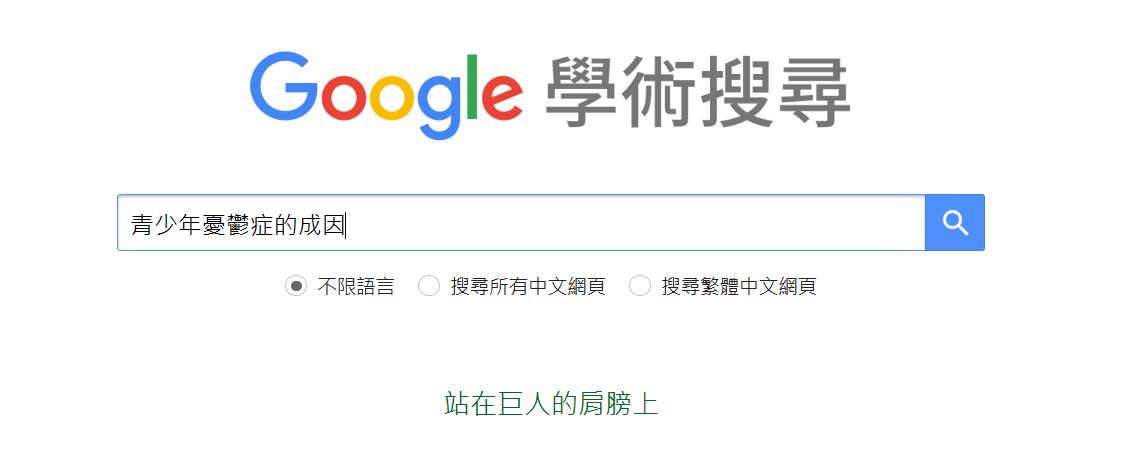 Google 學術搜尋
青少年憂鬱症的成因
不限語言 搜尋所有中文網頁 搜尋繁體中文網頁
站在巨人的肩膀上